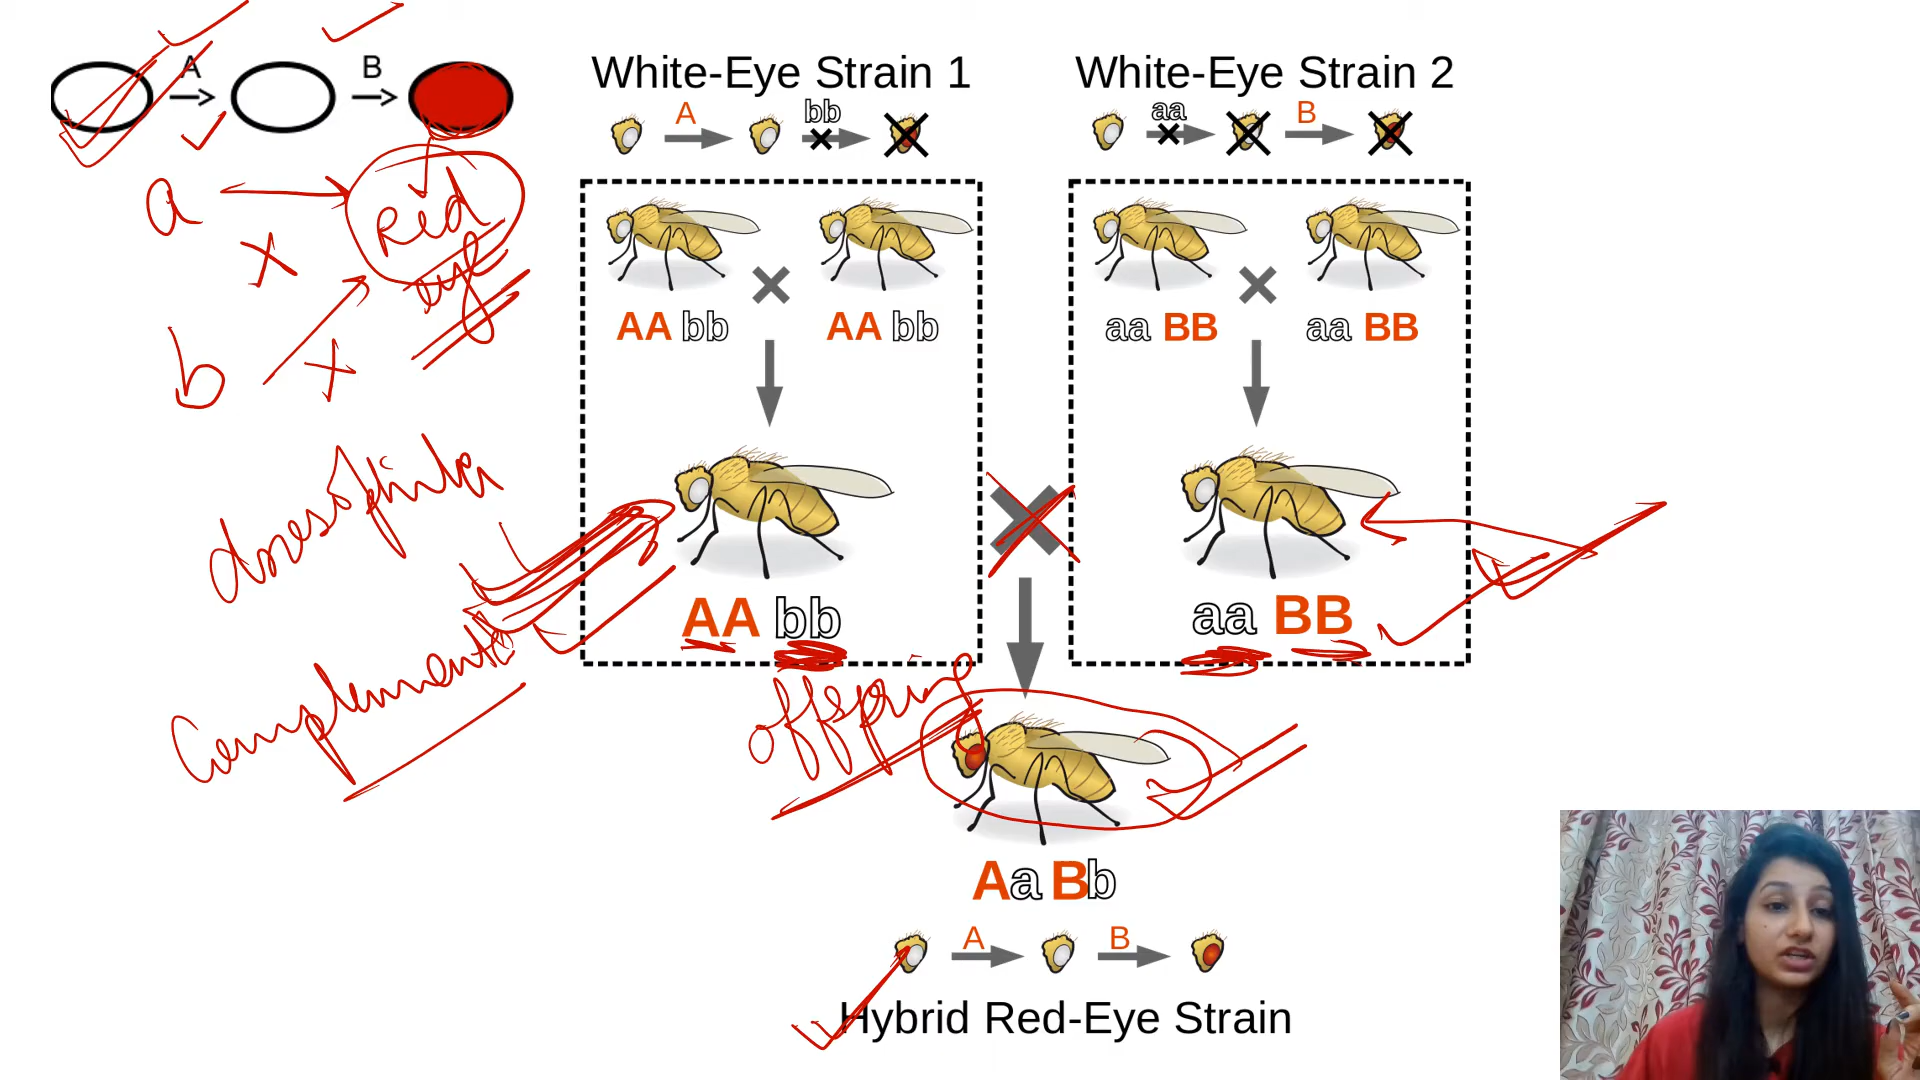 A B
White-Eye Strain 1
A bb
White-Eye Strain 2
aa B
a
Red
eye
b
AA bb
AA bb
aa BB
aa BB
drosophila
AA bb
aa BB
Complementa
offspring
Aa Bb
A B
Hybrid Red-Eye Strain